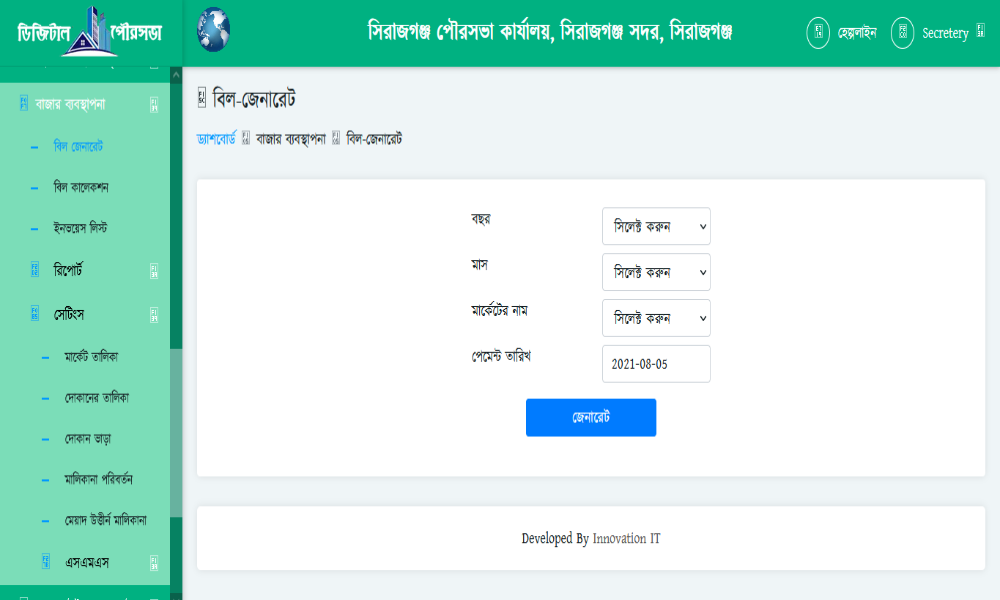 ডিজিটাল পৌরসভা
সিরাজগঞ্জ পৌরসভা কার্যালয়, সিরাজগঞ্জ সদর, সিরাজগঞ্জ
হেল্পলাইন
Secretery
বাজার ব্যবস্থাপনা
বিল জেনারেট
বিল কালেকশন
ইনভয়েস লিস্ট
রিপোর্ট
সেটিংস
মার্কেট তালিকা
দোকানের তালিকা
দোকান ভাড়া
মালিকানা পরিবর্তন
মেয়াদ উত্তীর্ন মালিকানা
এসএমএস
বিল-জেনারেট
ড্যাশবোর্ড বাজার ব্যবস্থাপনা বিল-জেনারেট
বছর সিলেক্ট করুন
মাস সিলেক্ট করুন
মার্কেটের নাম সিলেক্ট করুন
পেমেন্ট তারিখ 2021-08-05
জেনারেট
Developed By Innovation IT